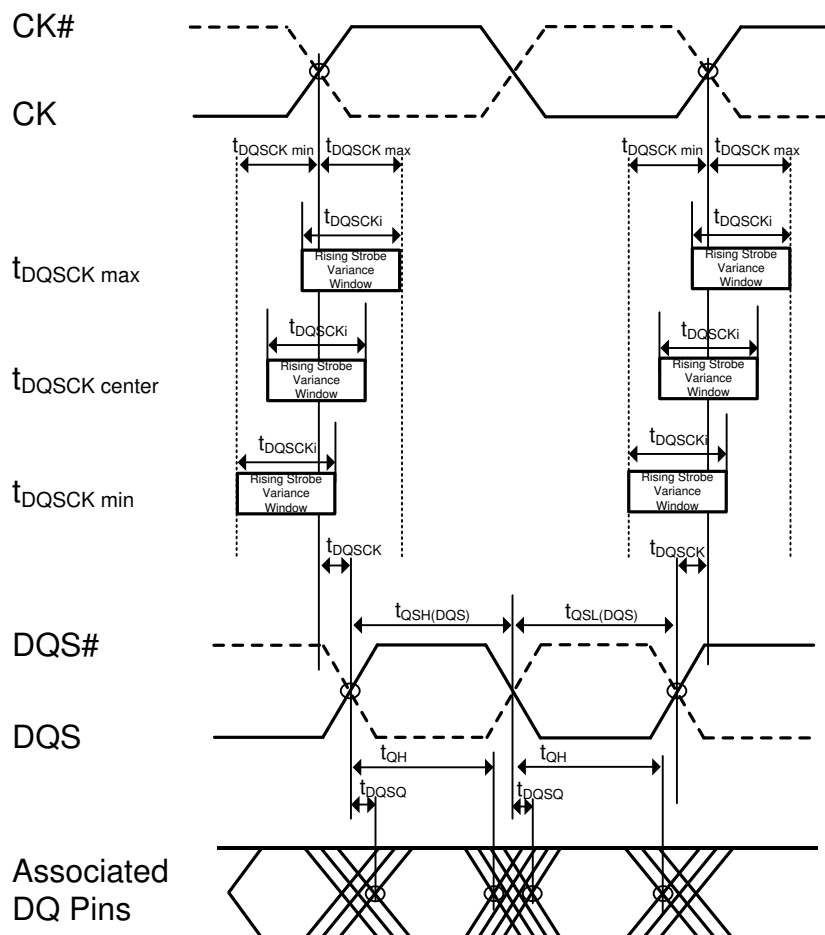 CK#
CK
tDQSCK min tDQSCK max tDQSCK min tDQSCK max
tDQSCKi tDQSCKi
Rising Strobe Variance Window Rising Strobe Variance Window
tDQSCK max
tDQSCKi tDQSCKi
Rising Strobe Variance Window Rising Strobe Variance Window
tDQSCK center
tDQSCKi tDQSCKi
Rising Strobe Variance Window Rising Strobe Variance Window
tDQSCK min
tDQSCK tDQSCK
tQSH(DQS) tQSL(DQS)
DQS#
DQS
tQH tQH
tDQSQ tDQSQ
Associated
DQ Pins